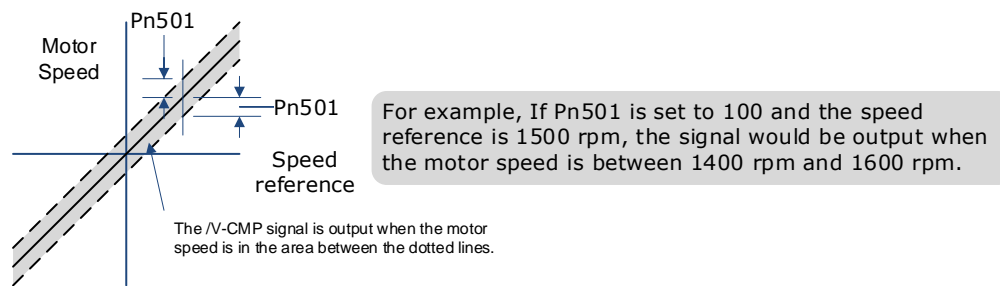 Pn501
Motor
Speed
Pn501
Speed
reference
The /V-CMP signal is output when the motor
speed is in the area between the dotted lines.
For example, If Pn501 is set to 100 and the speed
reference is 1500 rpm, the signal would be output when
the motor speed is between 1400 rpm and 1600 rpm.